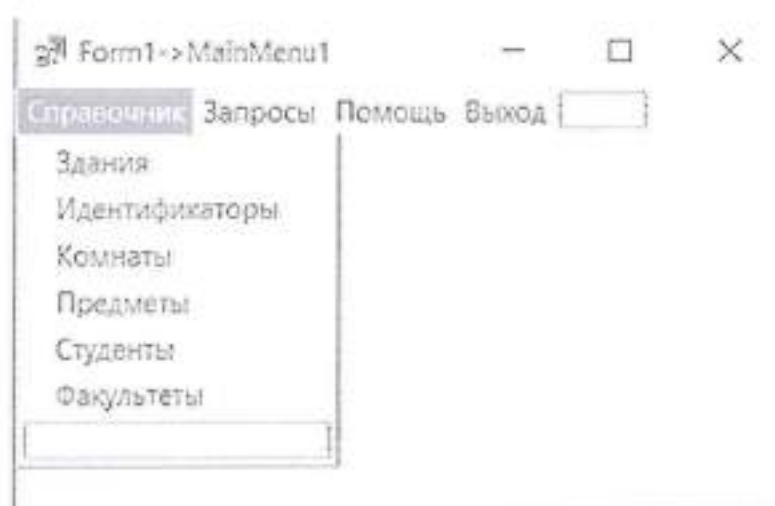 Form1->MainMenu1
Справочник Запросы Помощь Выход
Здания
Идентификаторы
Комнаты
Предметы
Студенты
Факультеты